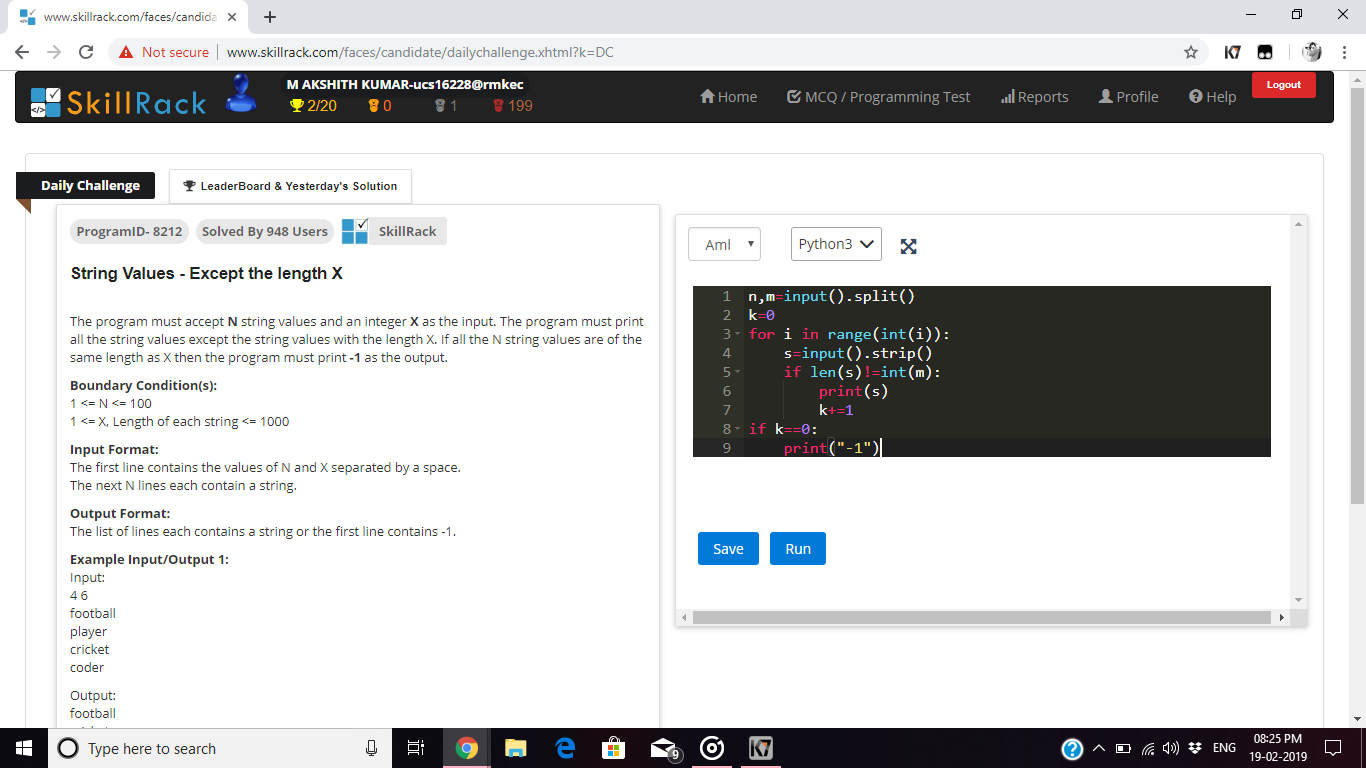 www.skillrack.com/faces/candida
Not secure
www.skillrack.com/faces/candidate/dailychallenge.xhtml?k=DC
SkillRack
M AKSHITH KUMAR-ucs16228@rmkec
2/20 0 1 199
Home MCQ / Programming Test Reports Profile Help Logout
Daily Challenge
LeaderBoard & Yesterday's Solution
ProgramID- 8212 Solved By 948 Users SkillRack
String Values - Except the length X
The program must accept N string values and an integer X as the input. The program must print
all the string values except the string values with the length X. If all the N string values are of the
same length as X then the program must print -1 as the output.
Boundary Condition(s):
1 <= N <= 100
1 <= X, Length of each string <= 1000
Input Format:
The first line contains the values of N and X separated by a space.
The next N lines each contain a string.
Output Format:
The list of lines each contains a string or the first line contains -1.
Example Input/Output 1:
Input:
4 6
football
player
cricket
coder
Output:
football
Aml Python3
1 n,m=input().split()
2 k=0
3 for i in range(int(i)):
4 s=input().strip()
5 if len(s)!=int(m):
6 print(s)
7 k+=1
8 if k==0:
9 print("-1")
Save Run
Type here to search
9
K7
ENG
08:25 PM
19-02-2019